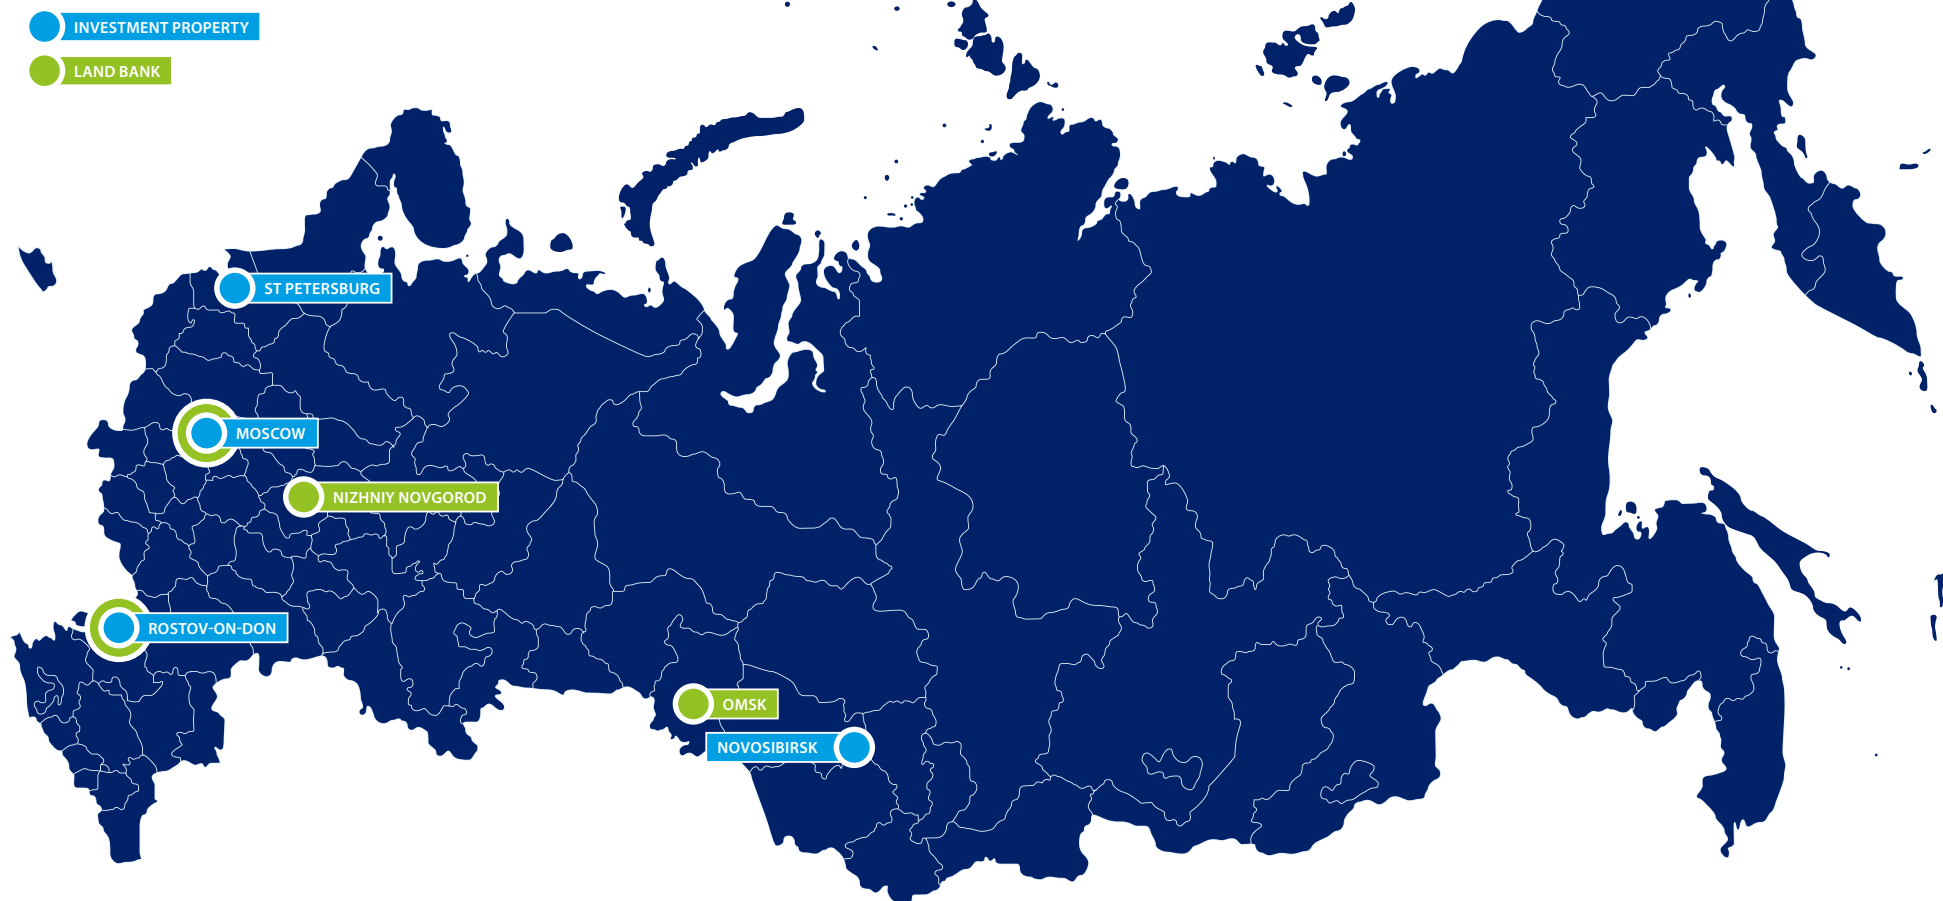 INVESTMENT PROPERTY
LAND BANK
ST PETERSBURG
MOSCOW
NIZHNIY NOVGOROD
ROSTOV-ON-DON
OMSK
NOVOSIBIRSK